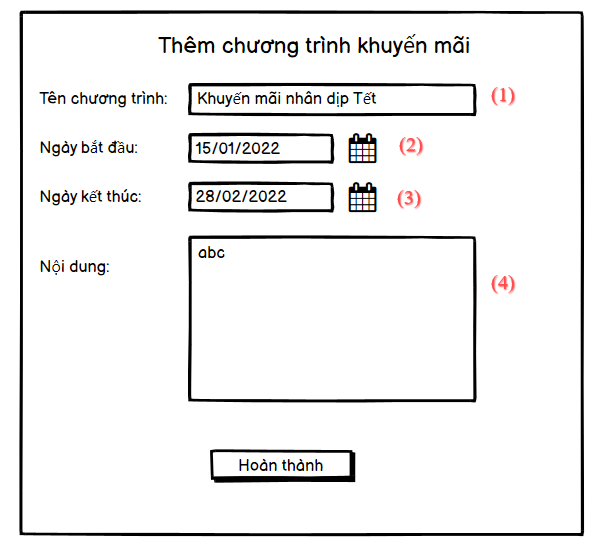 Thêm chương trình khuyến mãi
Tên chương trình: Khuyến mãi nhân dịp Tết (1)
Ngày bắt đầu: 15/01/2022 (2)
Ngày kết thúc: 28/02/2022 (3)
abc
Nội dung: (4)
Hoàn thành